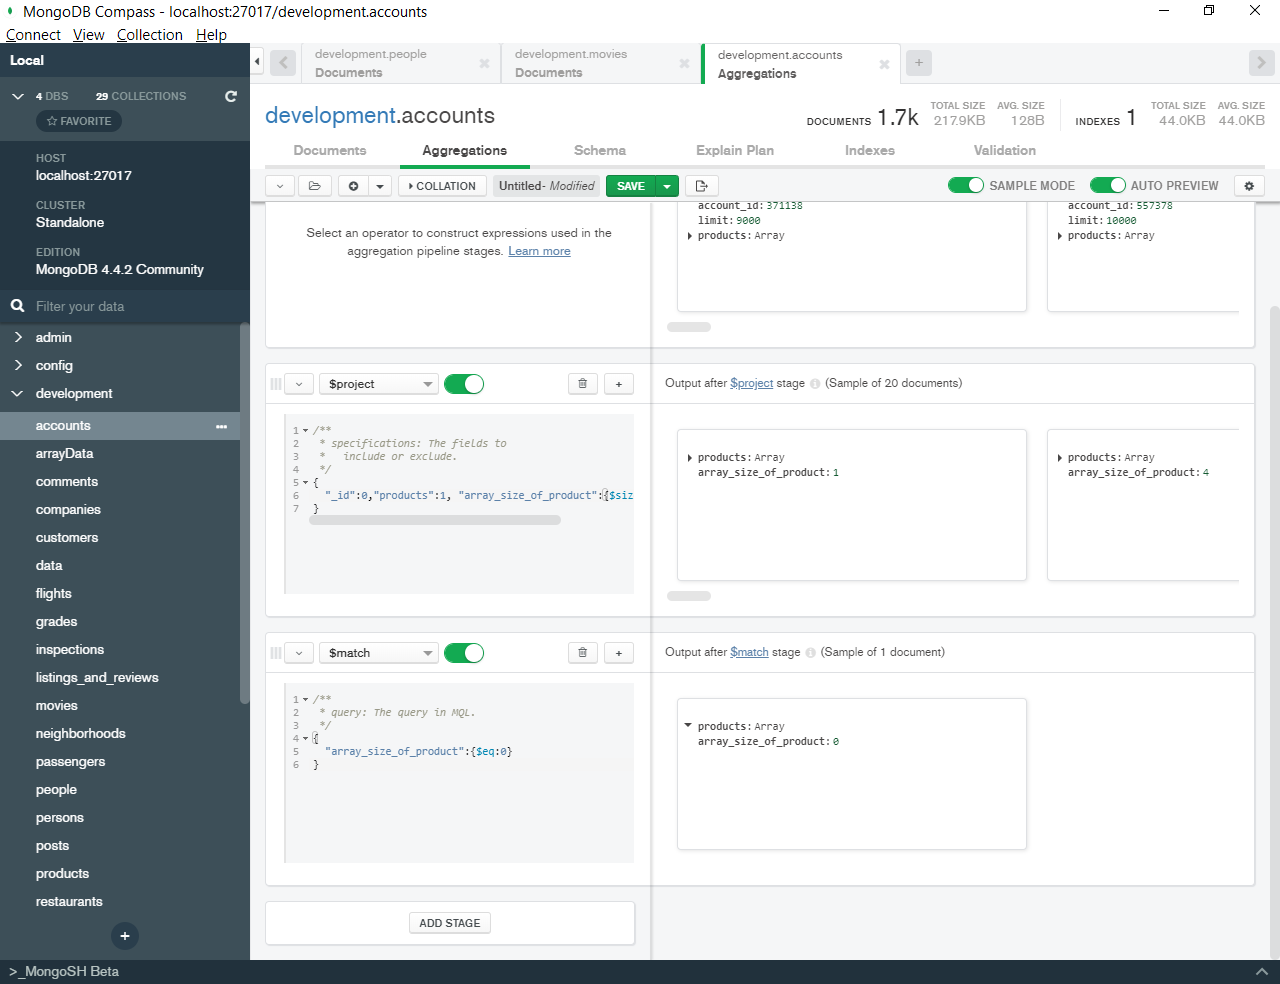 MongoDB Compass - localhost:27017/development.accounts
Connect View Collection Help
Local
4 DBS 29 COLLECTIONS
FAVORITE
HOST
localhost:27017
CLUSTER
Standalone
EDITION
MongoDB 4.4.2 Community
Filter your data
admin
config
development
accounts
arrayData
comments
companies
customers
data
flights
grades
inspections
listings_and_reviews
movies
neighborhoods
passengers
people
persons
posts
products
restaurants
+
>_MongoSH Beta
development.people
Documents
development.movies
Documents
development.accounts
Aggregations
+
development.accounts
DOCUMENTS 1.7k TOTAL SIZE 217.9KB AVG. SIZE 128B INDEXES 1 TOTAL SIZE 44.0KB AVG. SIZE 44.0KB
Documents Aggregations Schema Explain Plan Indexes Validation
COLLATION Untitled- Modified SAVE SAMPLE MODE AUTO PREVIEW
Select an operator to construct expressions used in the
aggregation pipeline stages. Learn more
account_id: 371138
limit: 9000
products: Array
account_id: 557378
limit: 10000
products: Array
$project
+
Output after $project stage (Sample of 20 documents)
1 /**
2 * specifications: The fields to
3 * include or exclude.
4 */
5 {
6 "_id":0,"products":1, "array_size_of_product":{$siz
7 }
products: Array
array_size_of_product: 1
products: Array
array_size_of_product: 4
$match
+
Output after $match stage (Sample of 1 document)
1 /**
2 * query: The query in MQL.
3 */
4 {
5 "array_size_of_product":{$eq:0}
6 }
products: Array
array_size_of_product: 0
ADD STAGE